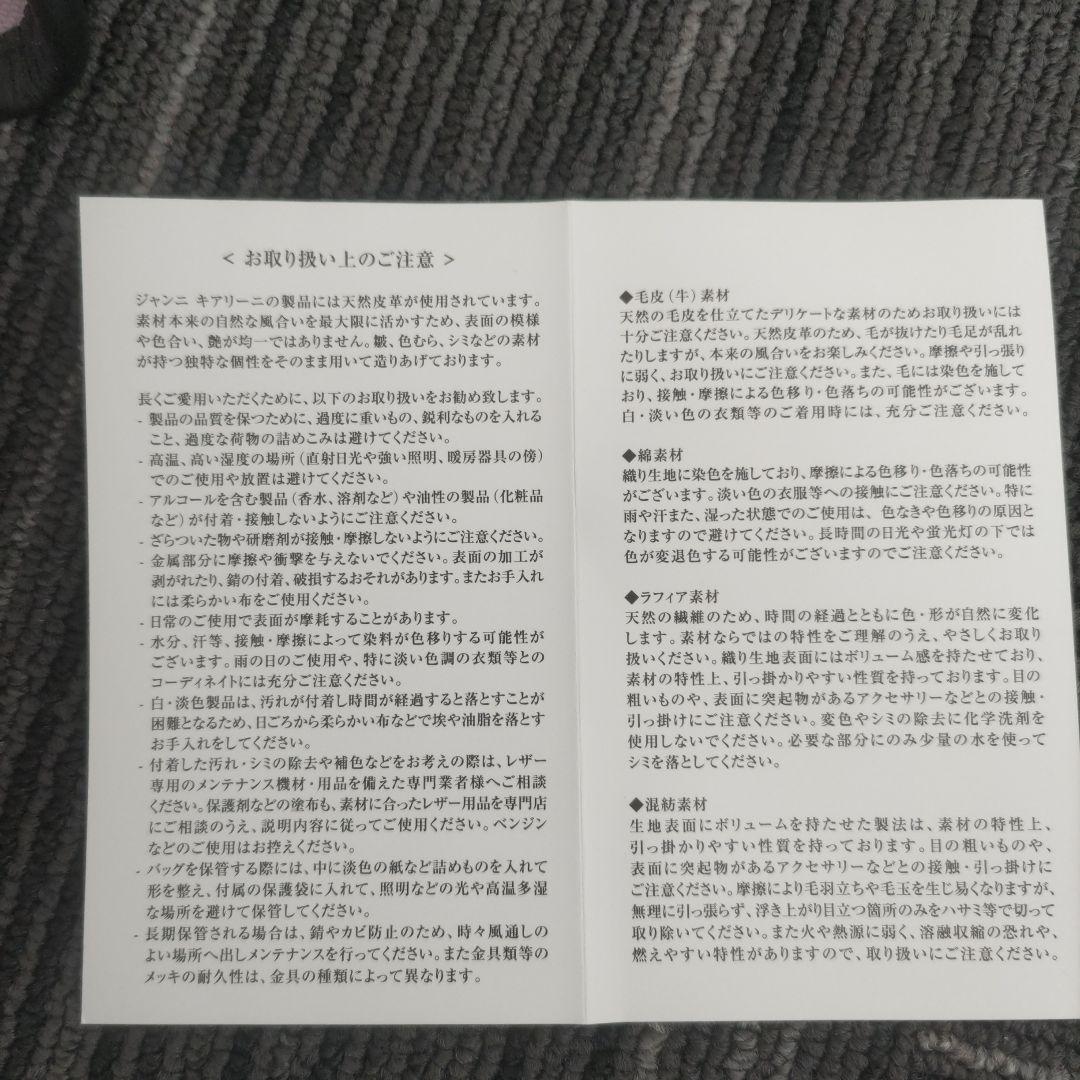 < お取り扱い上のご注意 >
ジャンニ キアリーニの製品には天然皮革が使用されています。
素材本来の自然な風合いを最大限に活かすため、表面の模様
や色合い、艶が均一ではありません。皺、色むら、シミなどの素材
が持つ独特な個性をそのまま用いて造りあげております。
長くご愛用いただくために、以下のお取り扱いをお勧め致します。
- 製品の品質を保つために、過度に重いもの、鋭利なものを入れる
こと、過度な荷物の詰めこみは避けてください。
- 高温、高い湿度の場所(直射日光や強い照明、暖房器具の傍)
でのご使用や放置は避けてください。
- アルコールを含む製品(香水、溶剤など)や油性の製品(化粧品
など)が付着・接触しないようにご注意ください。
- ざらついた物や研磨剤が接触・摩擦しないようにご注意ください。
- 金属部分に摩擦や衝撃を与えないでください。表面の加工が
剥がれたり、錆の付着、破損するおそれがあります。またお手入れ
には柔らかい布をご使用ください。
- 日常のご使用で表面が摩耗することがあります。
- 水分、汗等、接触・摩擦によって染料が色移りする可能性が
ございます。雨の日のご使用や、特に淡い色調の衣類等との
コーディネイトには充分ご注意ください。
- 白・淡色製品は、汚れが付着し時間が経過すると落とすことが
困難となるため、日ごろから柔らかい布などで埃や油脂を落とす
お手入れをしてください。
- 付着した汚れ・シミの除去や補色などをお考えの際は、レザー
専用のメンテナンス機材・用品を備えた専門業者様へご相談
ください。保護剤などの塗布も、素材に合ったレザー用品を専門店
にご相談のうえ、説明内容に従ってご使用ください。ベンジン
などのご使用はお控えください。
- バッグを保管する際には、中に淡色の紙など詰めものを入れて
形を整え、付属の保護袋に入れて、照明などの光や高温多湿
な場所を避けて保管してください。
- 長期保管される場合は、錆やカビ防止のため、時々風通しの
よい場所へ出しメンテナンスを行ってください。また金具類等の
メッキの耐久性は、金具の種類によって異なります。
◆毛皮(牛)素材
天然の毛皮を仕立てたデリケートな素材のためお取り扱いには
十分ご注意ください。天然皮革のため、毛が抜けたり毛足が乱れ
たりしますが、本来の風合いをお楽しみください。摩擦や引っ張り
に弱く、お取り扱いにご注意ください。また、毛には染色を施して
おり、接触・摩擦による色移り・色落ちの可能性がございます。
白・淡い色の衣類等のご着用時には、充分ご注意ください。
◆綿素材
織り生地に染色を施しており、摩擦による色移り・色落ちの可能性
がございます。淡い色の衣服等への接触にご注意ください。特に
雨や汗また、湿った状態でのご使用は、色なきや色移りの原因と
なりますので避けてください。長時間の日光や蛍光灯の下では
色が変退色する可能性がございますのでご注意ください。
◆ラフィア素材
天然の繊維のため、時間の経過とともに色・形が自然に変化
します。素材ならではの特性をご理解のうえ、やさしくお取り
扱いください。織り生地表面にはボリューム感を持たせており、
素材の特性上、引っ掛かりやすい性質を持っております。目の
粗いものや、表面に突起物があるアクセサリーなどとの接触・
引っ掛けにご注意ください。変色やシミの除去に化学洗剤を
使用しないでください。必要な部分にのみ少量の水を使って
シミを落としてください。
◆混紡素材
生地表面にボリュームを持たせた製法は、素材の特性上、
引っ掛かりやすい性質を持っております。目の粗いものや、
表面に突起物があるアクセサリーなどとの接触・引っ掛けに
ご注意ください。摩擦により毛羽立ちや毛玉を生じ易くなりますが、
無理に引っ張らず、浮き上がり目立つ箇所のみをハサミ等で切って
取り除いてください。また火や熱源に弱く、溶融収縮の恐れや、
燃えやすい特性がありますので、取り扱いにご注意ください。